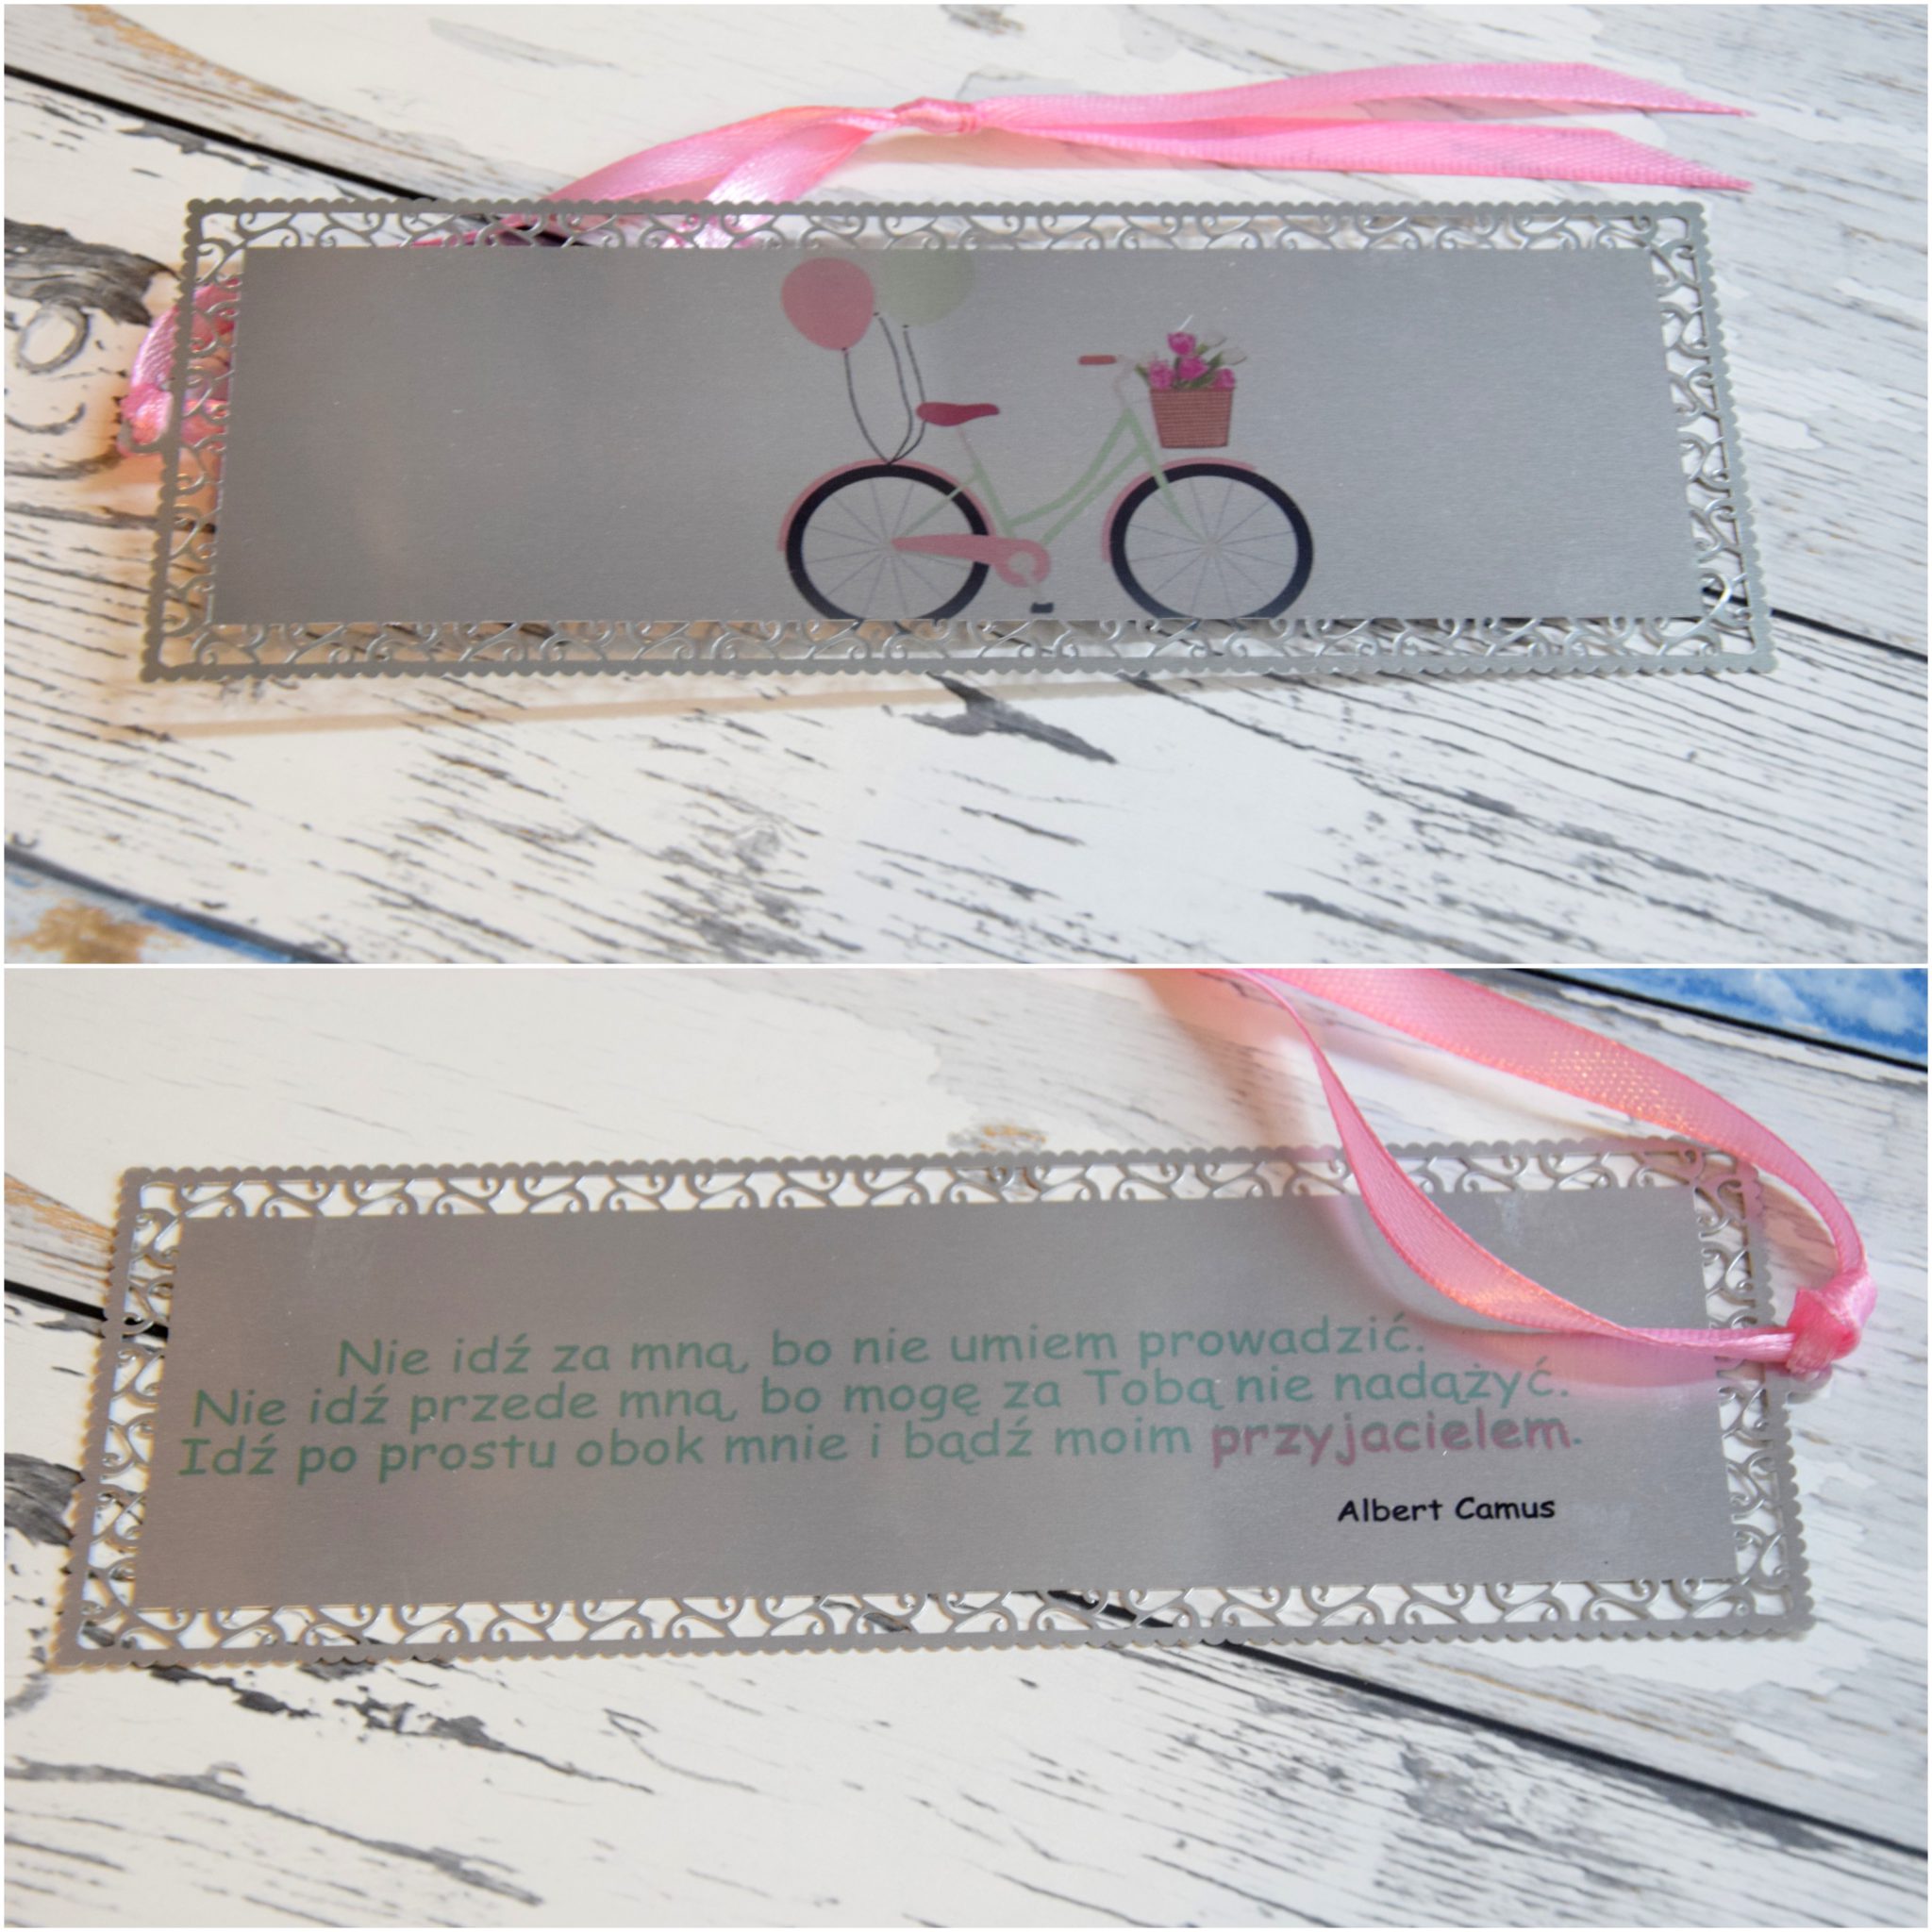 Nie idź za mną, bo nie umiem prowadzić.
Nie idź przede mną, bo mogę za Tobą nie nadążyć.
Idź po prostu obok mnie i bądź moim przyjacielem.
Albert Camus